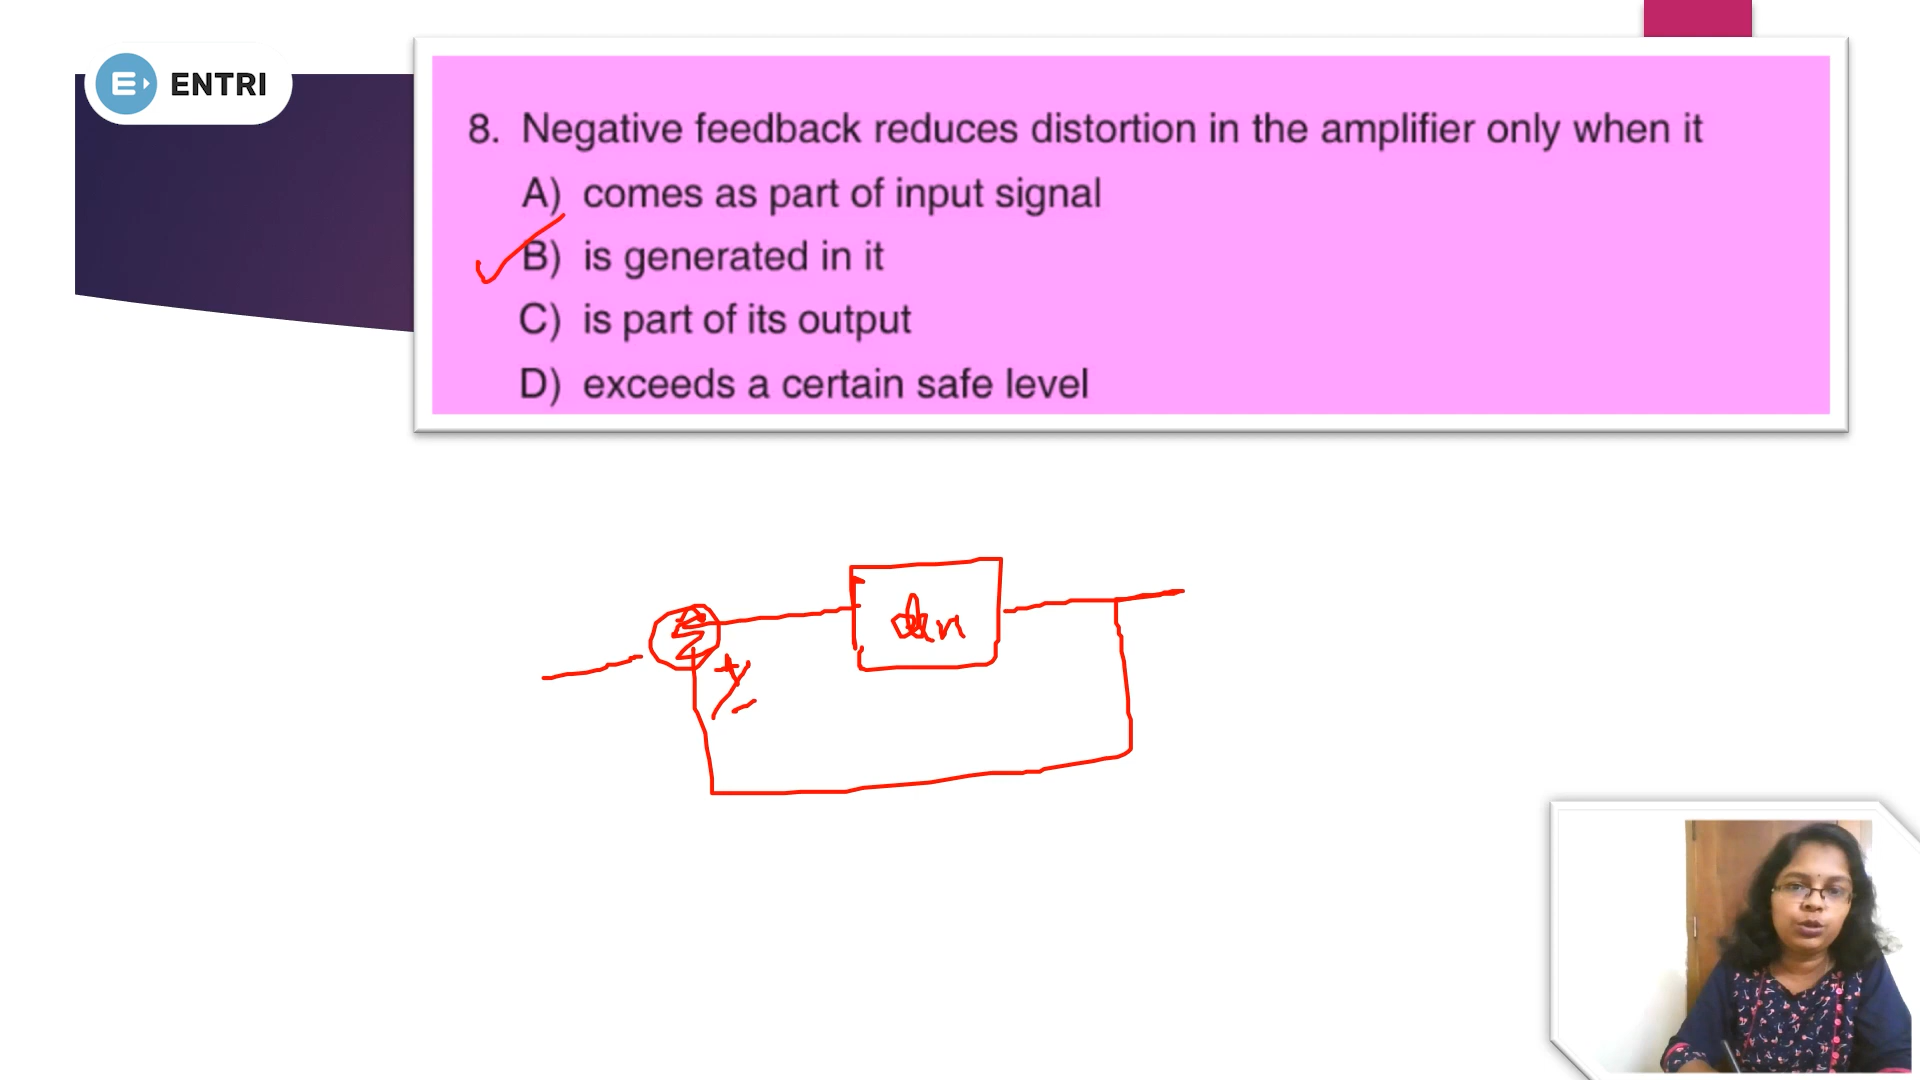 ENTRI
8. Negative feedback reduces distortion in the amplifier only when it
A) comes as part of input signal
B) is generated in it
C) is part of its output
D) exceeds a certain safe level
+/-